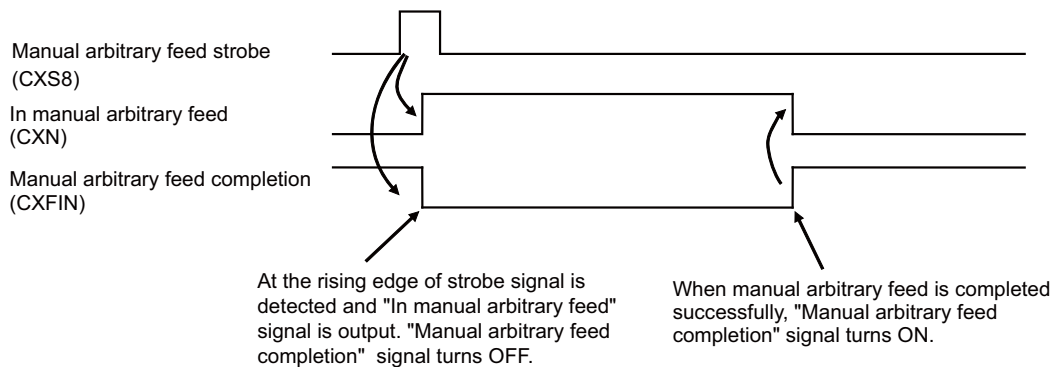 Manual arbitrary feed strobe
(CXS8)
In manual arbitrary feed
(CXN)
Manual arbitrary feed completion
(CXFIN)
At the rising edge of strobe signal is
detected and "In manual arbitrary feed"
signal is output. "Manual arbitrary feed
completion" signal turns OFF.
When manual arbitrary feed is completed
successfully, "Manual arbitrary feed
completion" signal turns ON.